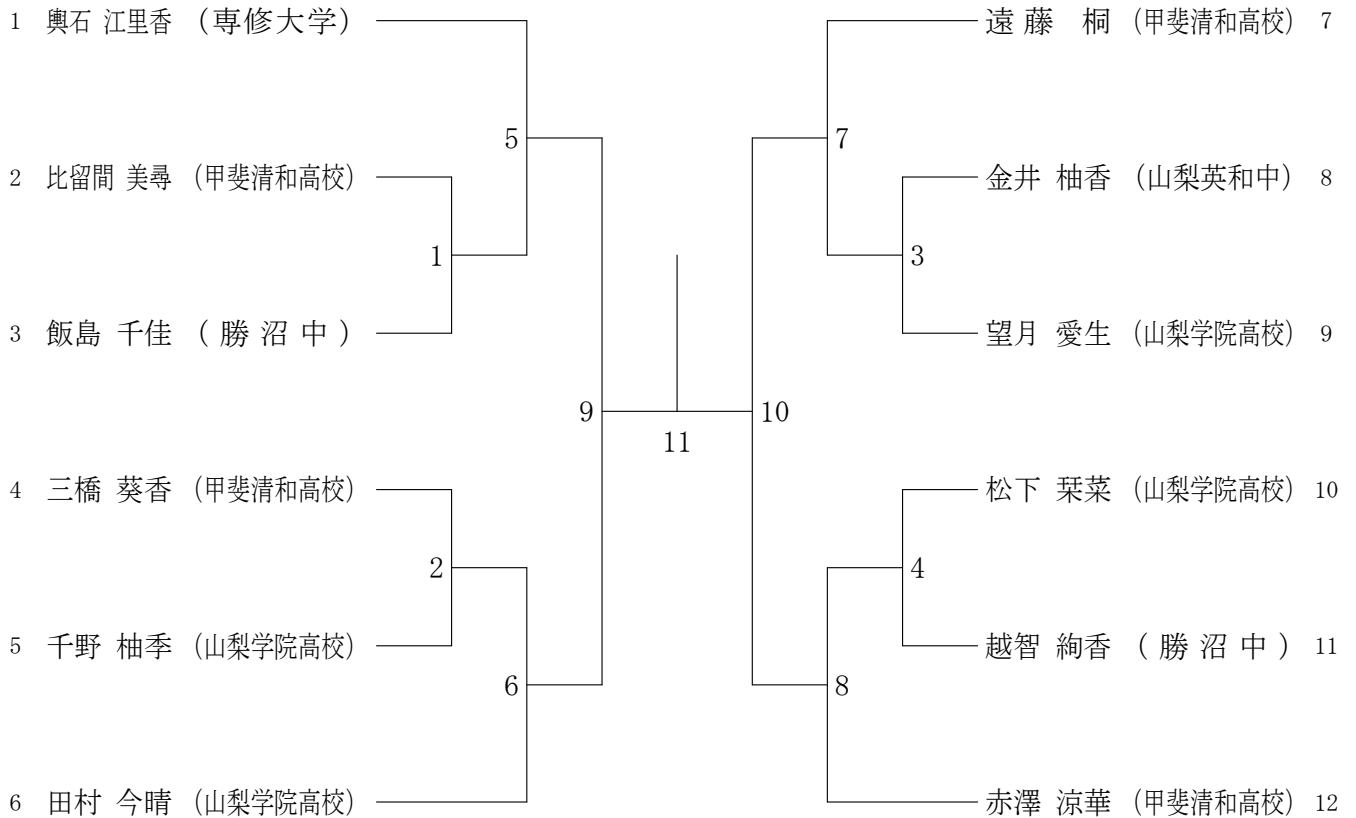 1 輿石 江里香 (専修大学)
遠藤 桐 (甲斐清和高校) 7
5
7
2 比留間 美尋 (甲斐清和高校)
金井 柚香 (山梨英和中) 8
1
3
3 飯島 千佳 (勝沼中)
望月 愛生 (山梨学院高校) 9
9
10
11
4 三橋 葵香 (甲斐清和高校)
松下 栞菜 (山梨学院高校) 10
2
4
5 千野 柚季 (山梨学院高校)
越智 絢香 (勝沼中) 11
6
8
6 田村 今晴 (山梨学院高校)
赤澤 涼華 (甲斐清和高校) 12